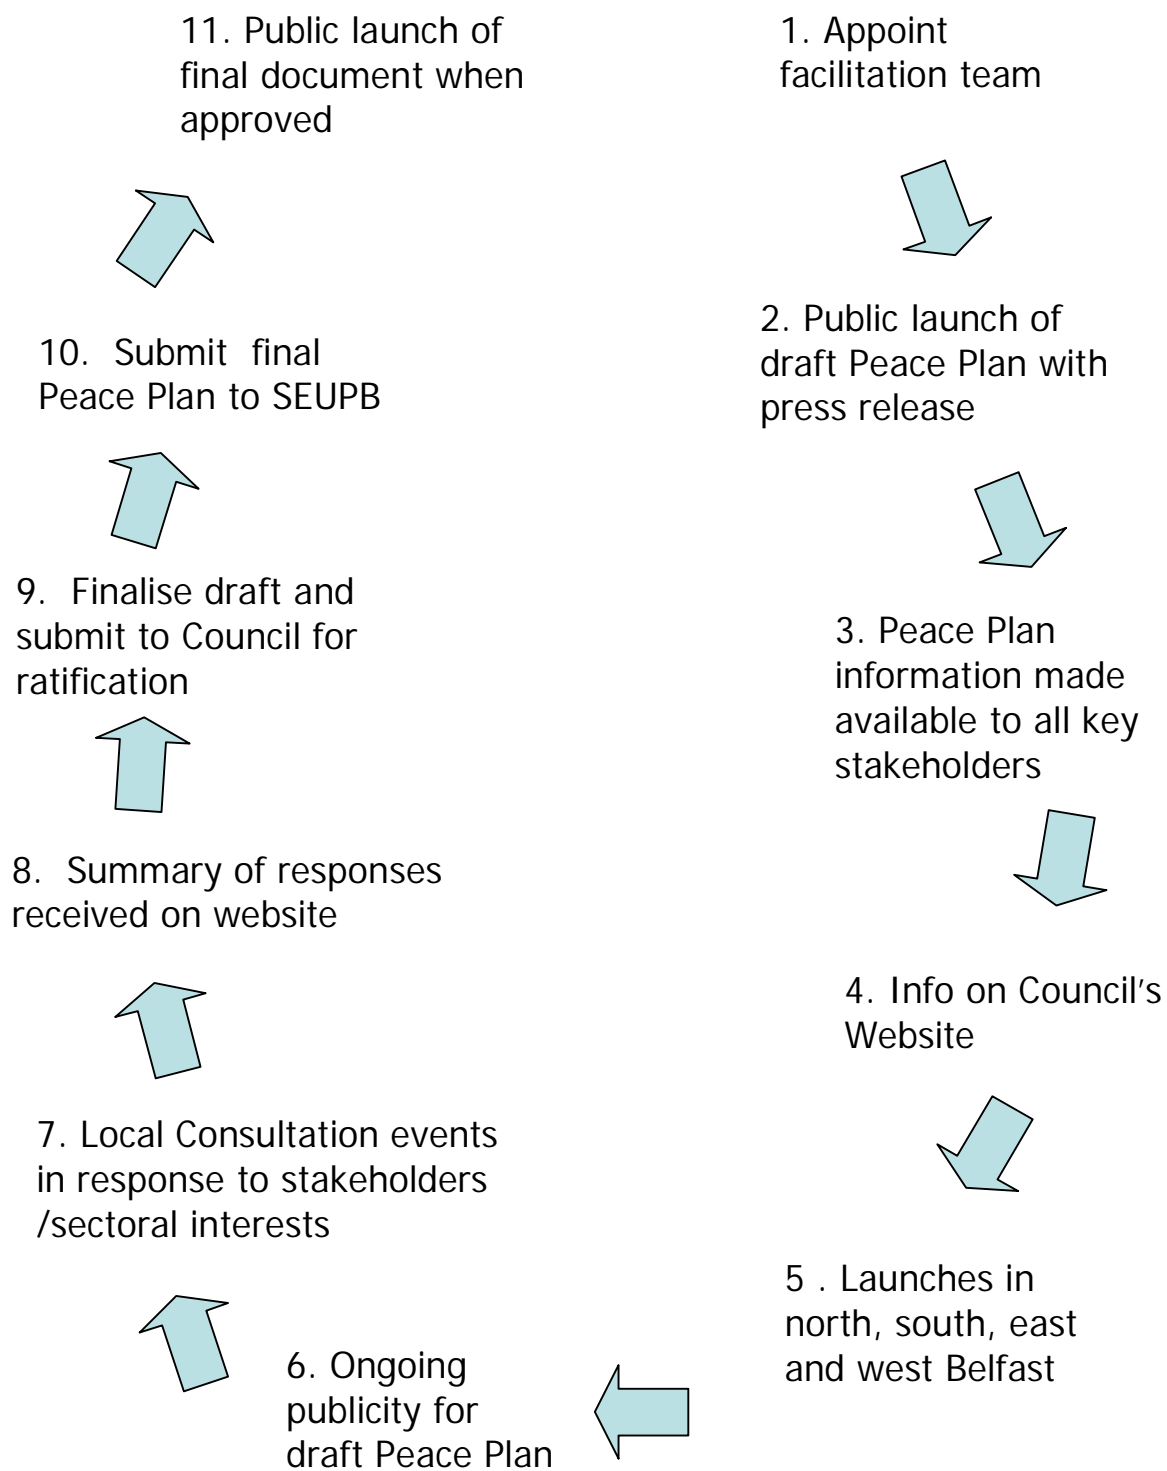 1. Appoint
facilitation team
2. Public launch of
draft Peace Plan with
press release
3. Peace Plan
information made
available to all key
stakeholders
4. Info on Council's
Website
5 . Launches in
north, south, east
and west Belfast
6. Ongoing
publicity for
draft Peace Plan
7. Local Consultation events
in response to stakeholders
/sectoral interests
8. Summary of responses
received on website
9. Finalise draft and
submit to Council for
ratification
10. Submit final
Peace Plan to SEUPB
11. Public launch of
final document when
approved